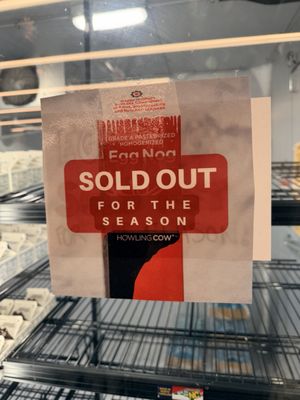 GRADE A PASTEURIZED
HOMOGENIZED
Egg Nog
SOLD OUT
FOR THE
SEASON
HOWLING COW